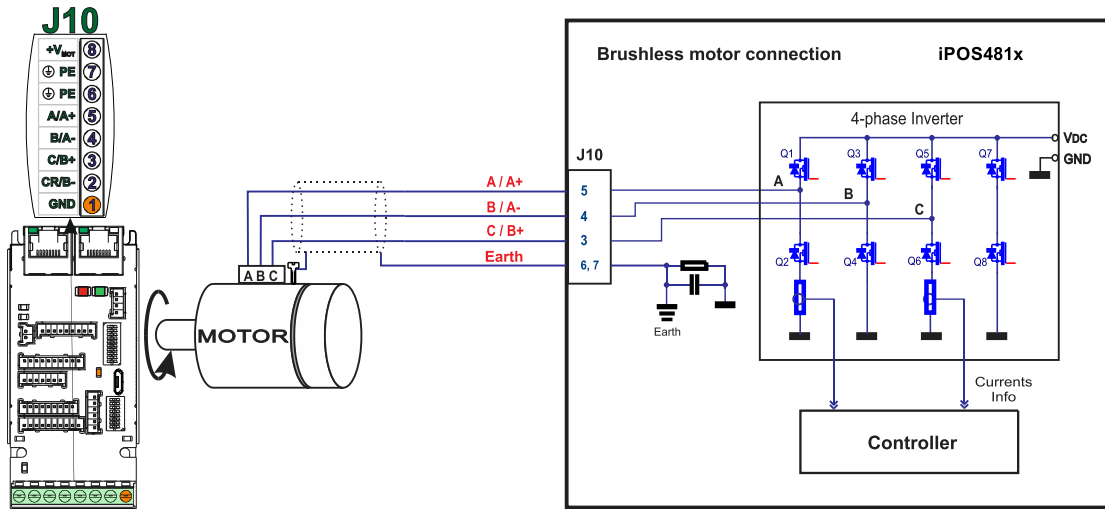 J10
+VMOT 8
PE 7
PE 6
A/A+ 5
B/A- 4
C/B+ 3
CR/B- 2
GND 1
A B C
MOTOR
A / A+
B / A-
C / B+
Earth
Brushless motor connection
iPOS481x
J10
5
4
3
6, 7
Earth
4-phase Inverter
VDC
GND
Q1
Q3
Q5
Q7
A
B
C
Q2
Q4
Q6
Q8
Currents
Info
Controller